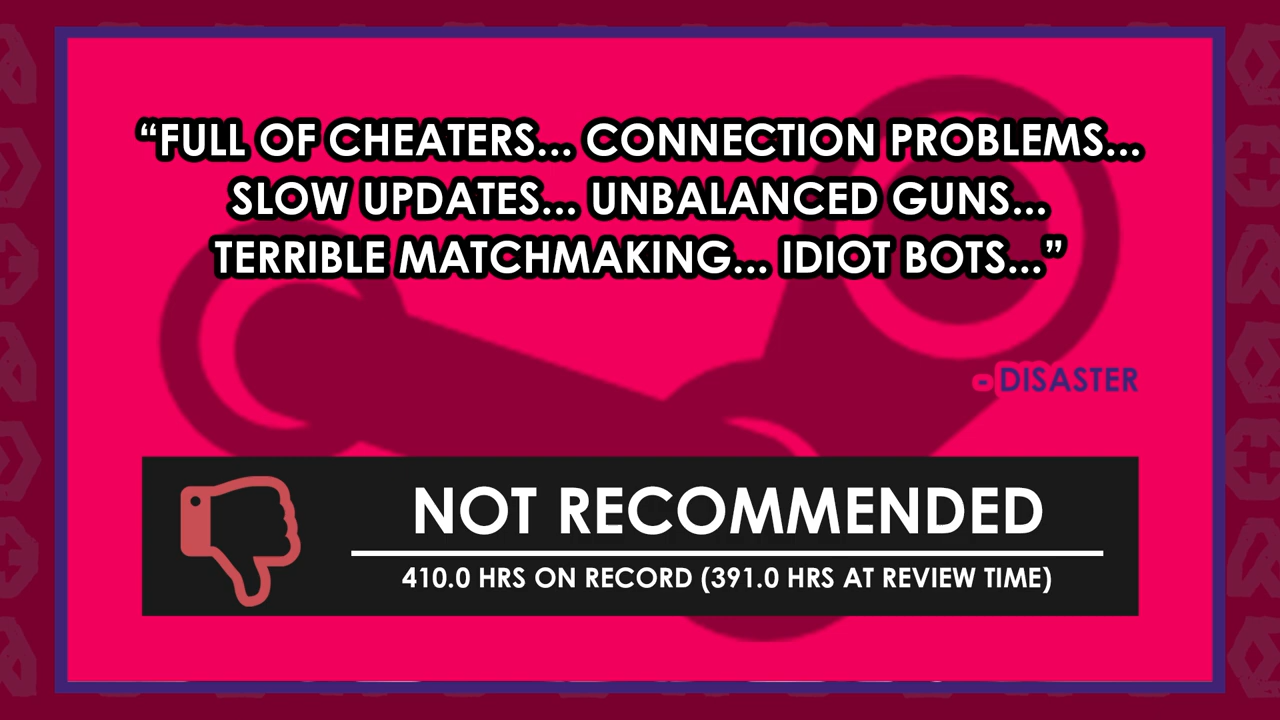 “FULL OF CHEATERS... CONNECTION PROBLEMS...
SLOW UPDATES... UNBALANCED GUNS...
TERRIBLE MATCHMAKING... IDIOT BOTS...”
- DISASTER
NOT RECOMMENDED
410.0 HRS ON RECORD (391.0 HRS AT REVIEW TIME)